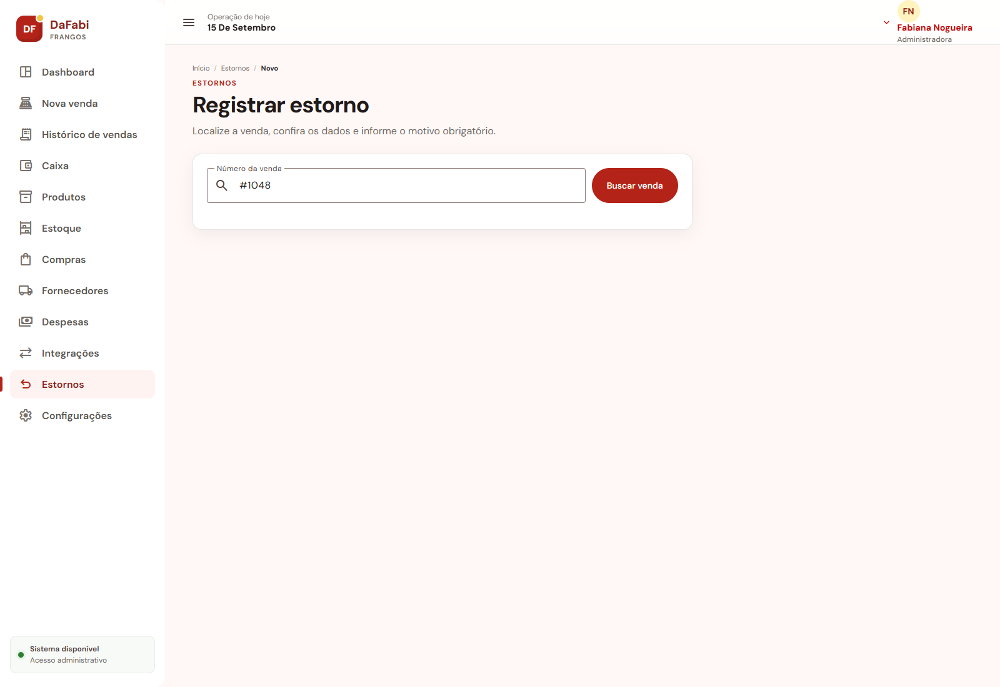 DF
DaFabi
FRANGOS
Dashboard
Nova venda
Histórico de vendas
Caixa
Produtos
Estoque
Compras
Fornecedores
Despesas
Integrações
Estornos
Configurações
Sistema disponível
Acesso administrativo
Operação de hoje
15 De Setembro
FN
Fabiana Nogueira
Administradora
Início / Estornos / Novo
ESTORNOS
Registrar estorno
Localize a venda, confira os dados e informe o motivo obrigatório.
Número da venda
#1048
Buscar venda